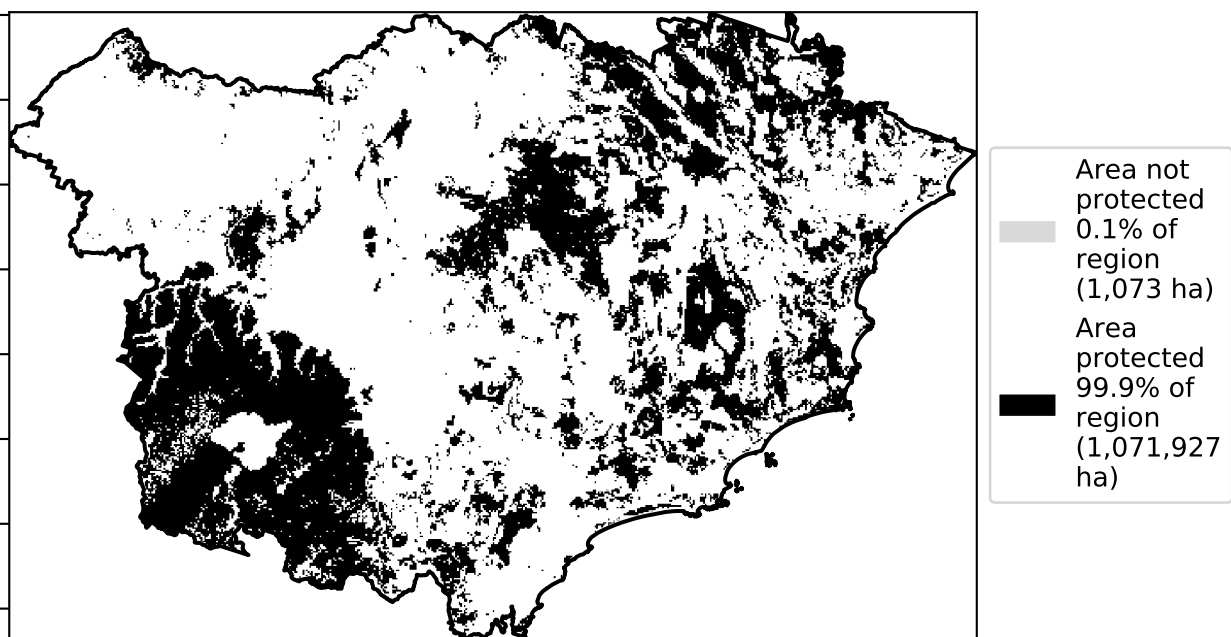 Area not
protected
0.1% of
region
(1,073 ha)
Area
protected
99.9% of
region
(1,071,927
ha)